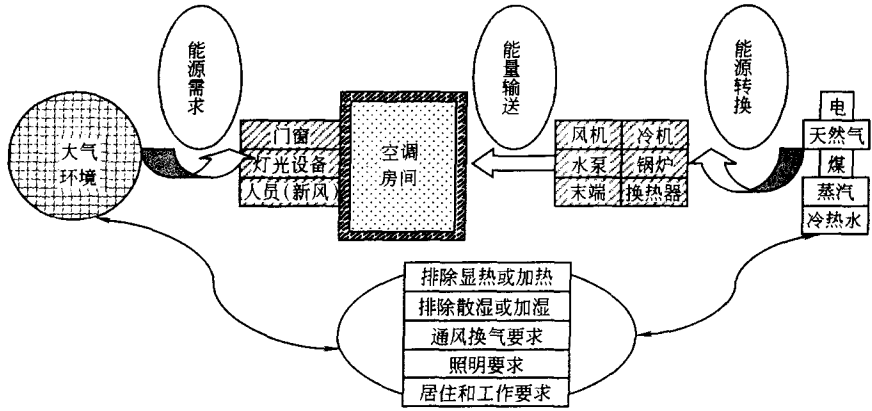 能源需求
能量输送
能源转换
大气
环境
门窗
灯光设备
人员(新风)
空调
房间
风机
冷机
水泵
锅炉
末端
换热器
电
天然气
煤
蒸汽
冷热水
排除显热或加热
排除散湿或加湿
通风换气要求
照明要求
居住和工作要求